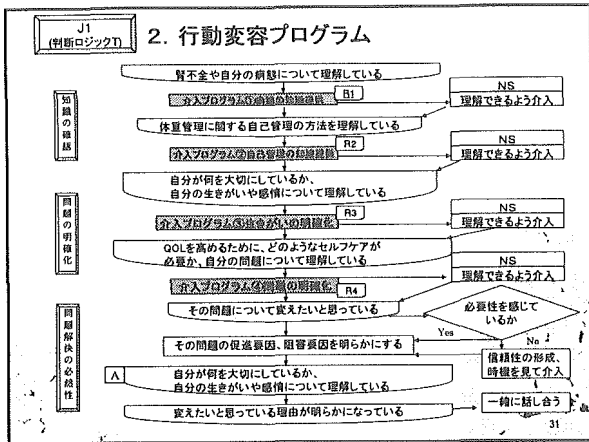 J1
(判断ロジックT)
2. 行動変容プログラム
腎不全や自分の病態について理解している
R1
NS
理解できるよう介入
知識の確認
体重管理に関する自己管理の方法を理解している
介入プログラム②自己管理の知識確認
R2
NS
理解できるよう介入
自分が何を大切にしているか、
自分の生きがいや感情について理解している
介入プログラム③生きがいの明確化
R3
NS
理解できるよう介入
問題の明確化
QOLを高めるために、どのようなセルフケアが
必要か、自分の問題について理解している
介入プログラム④問題の明確化
R4
NS
理解できるよう介入
その問題について変えたいと思っている
必要性を感じて
いるか
Yes
No
問題解決の必然性
その問題の促進要因、阻害要因を明らかにする
信頼性の形成、
時機を見て介入
A
自分が何を大切にしているか、
自分の生きがいや感情について理解している
変えたいと思っている理由が明らかになっている
一緒に話し合う
31